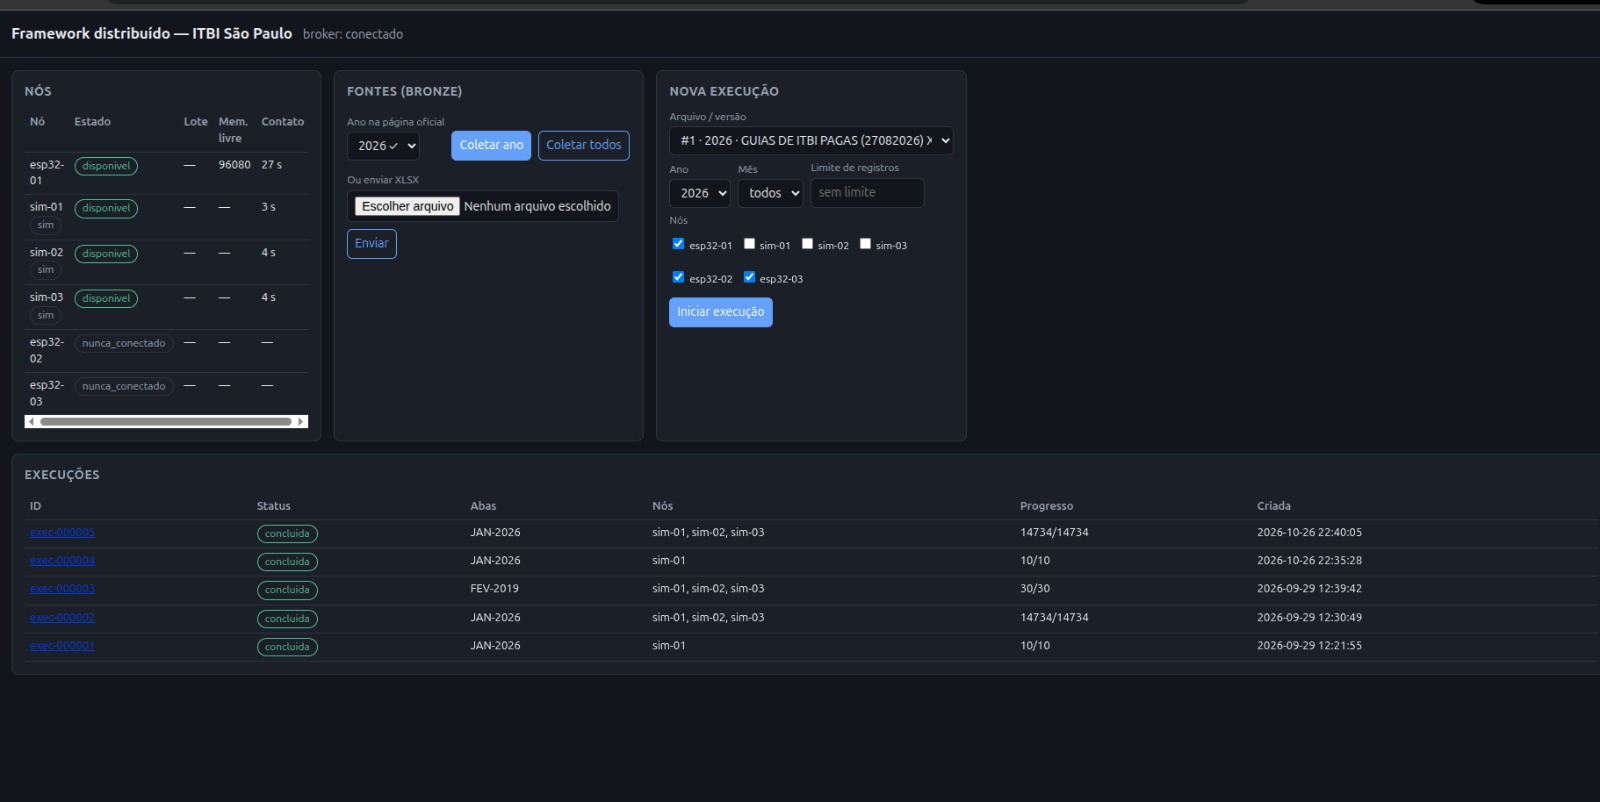 Framework distribuído — ITBI São Paulo broker: conectado
NÓS
Nó Estado Lote Mem. livre Contato
esp32-01 disponivel — 96080 27 s
sim-01 sim disponivel — — 3 s
sim-02 sim disponivel — — 4 s
sim-03 sim disponivel — — 4 s
esp32-02 nunca_conectado — — —
esp32-03 nunca_conectado — — —
FONTES (BRONZE)
Ano na página oficial
2026 ✓ Coletar ano Coletar todos
Ou enviar XLSX
Escolher arquivo Nenhum arquivo escolhido
Enviar
NOVA EXECUÇÃO
Arquivo / versão
#1 · 2026 · GUIAS DE ITBI PAGAS (27082026) X
Ano Mês Limite de registros
2026 todos sem limite
Nós
esp32-01 sim-01 sim-02 sim-03
esp32-02 esp32-03
Iniciar execução
EXECUÇÕES
ID Status Abas Nós Progresso Criada
exec-000005 concluida JAN-2026 sim-01, sim-02, sim-03 14734/14734 2026-10-26 22:40:05
exec-000004 concluida JAN-2026 sim-01 10/10 2026-10-26 22:35:28
exec-000003 concluida FEV-2019 sim-01, sim-02, sim-03 30/30 2026-09-29 12:39:42
exec-000002 concluida JAN-2026 sim-01, sim-02, sim-03 14734/14734 2026-09-29 12:30:49
exec-000001 concluida JAN-2026 sim-01 10/10 2026-09-29 12:21:55